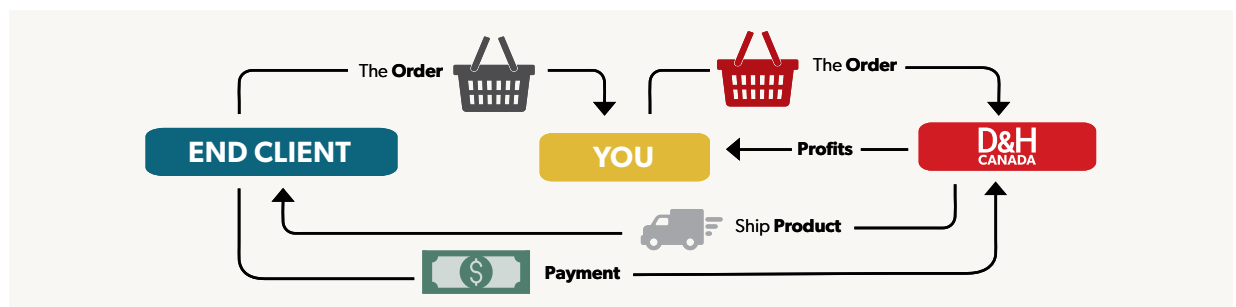 The Order
The Order
END CLIENT
YOU
D&H
CANADA
Profits
Ship Product
$
Payment